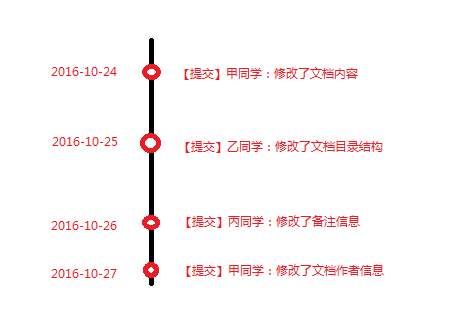 2016-10-24 【提交】甲同学：修改了文档内容
2016-10-25 【提交】乙同学：修改了文档目录结构
2016-10-26 【提交】丙同学：修改了备注信息
2016-10-27 【提交】甲同学：修改了文档作者信息